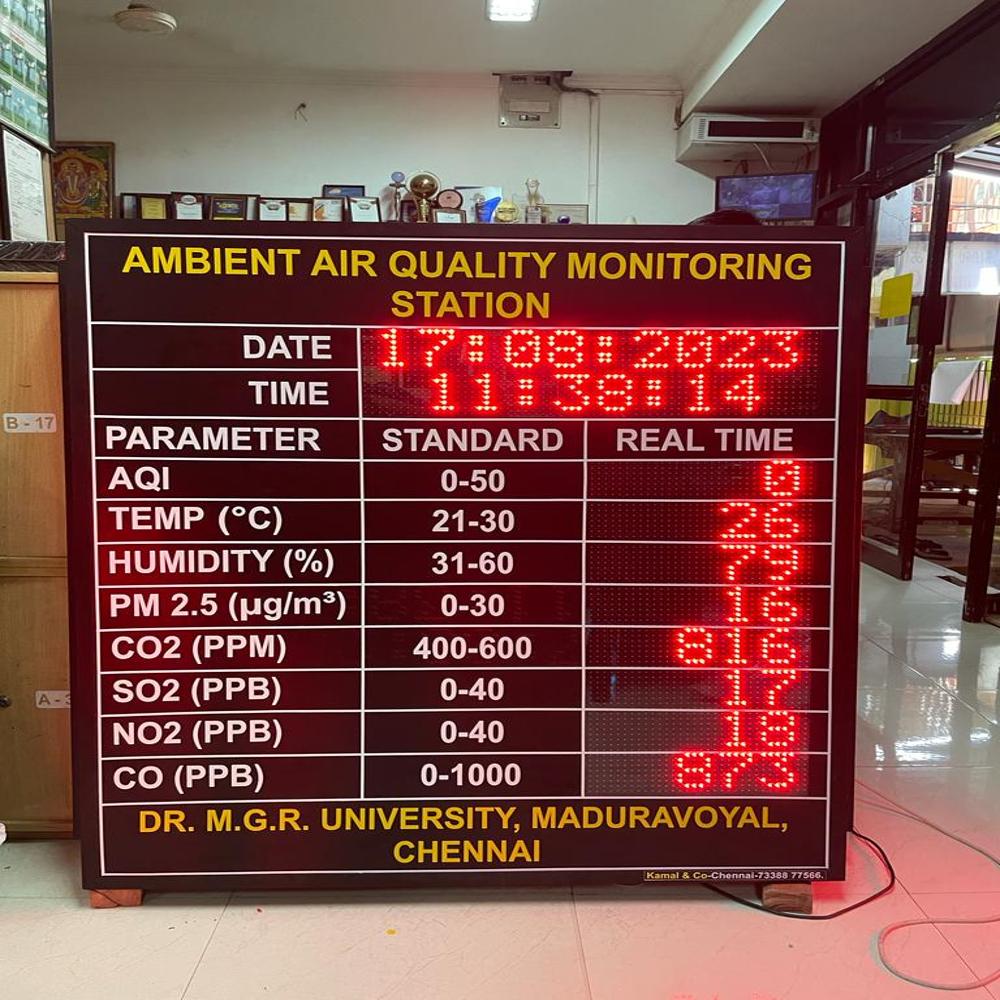 AMBIENT AIR QUALITY MONITORING
STATION
DATE 17:08:2023
TIME 11:38:14
PARAMETER STANDARD REAL TIME
AQI 0-50 0
TEMP (°C) 21-30 26
HUMIDITY (%) 31-60 79
PM 2.5 (µg/m³) 0-30 16
CO2 (PPM) 400-600 816
SO2 (PPB) 0-40 17
NO2 (PPB) 0-40 18
CO (PPB) 0-1000 873
DR. M.G.R. UNIVERSITY, MADURAVOYAL,
CHENNAI
Kamal & Co-Chennai-73388 77566.
B - 17